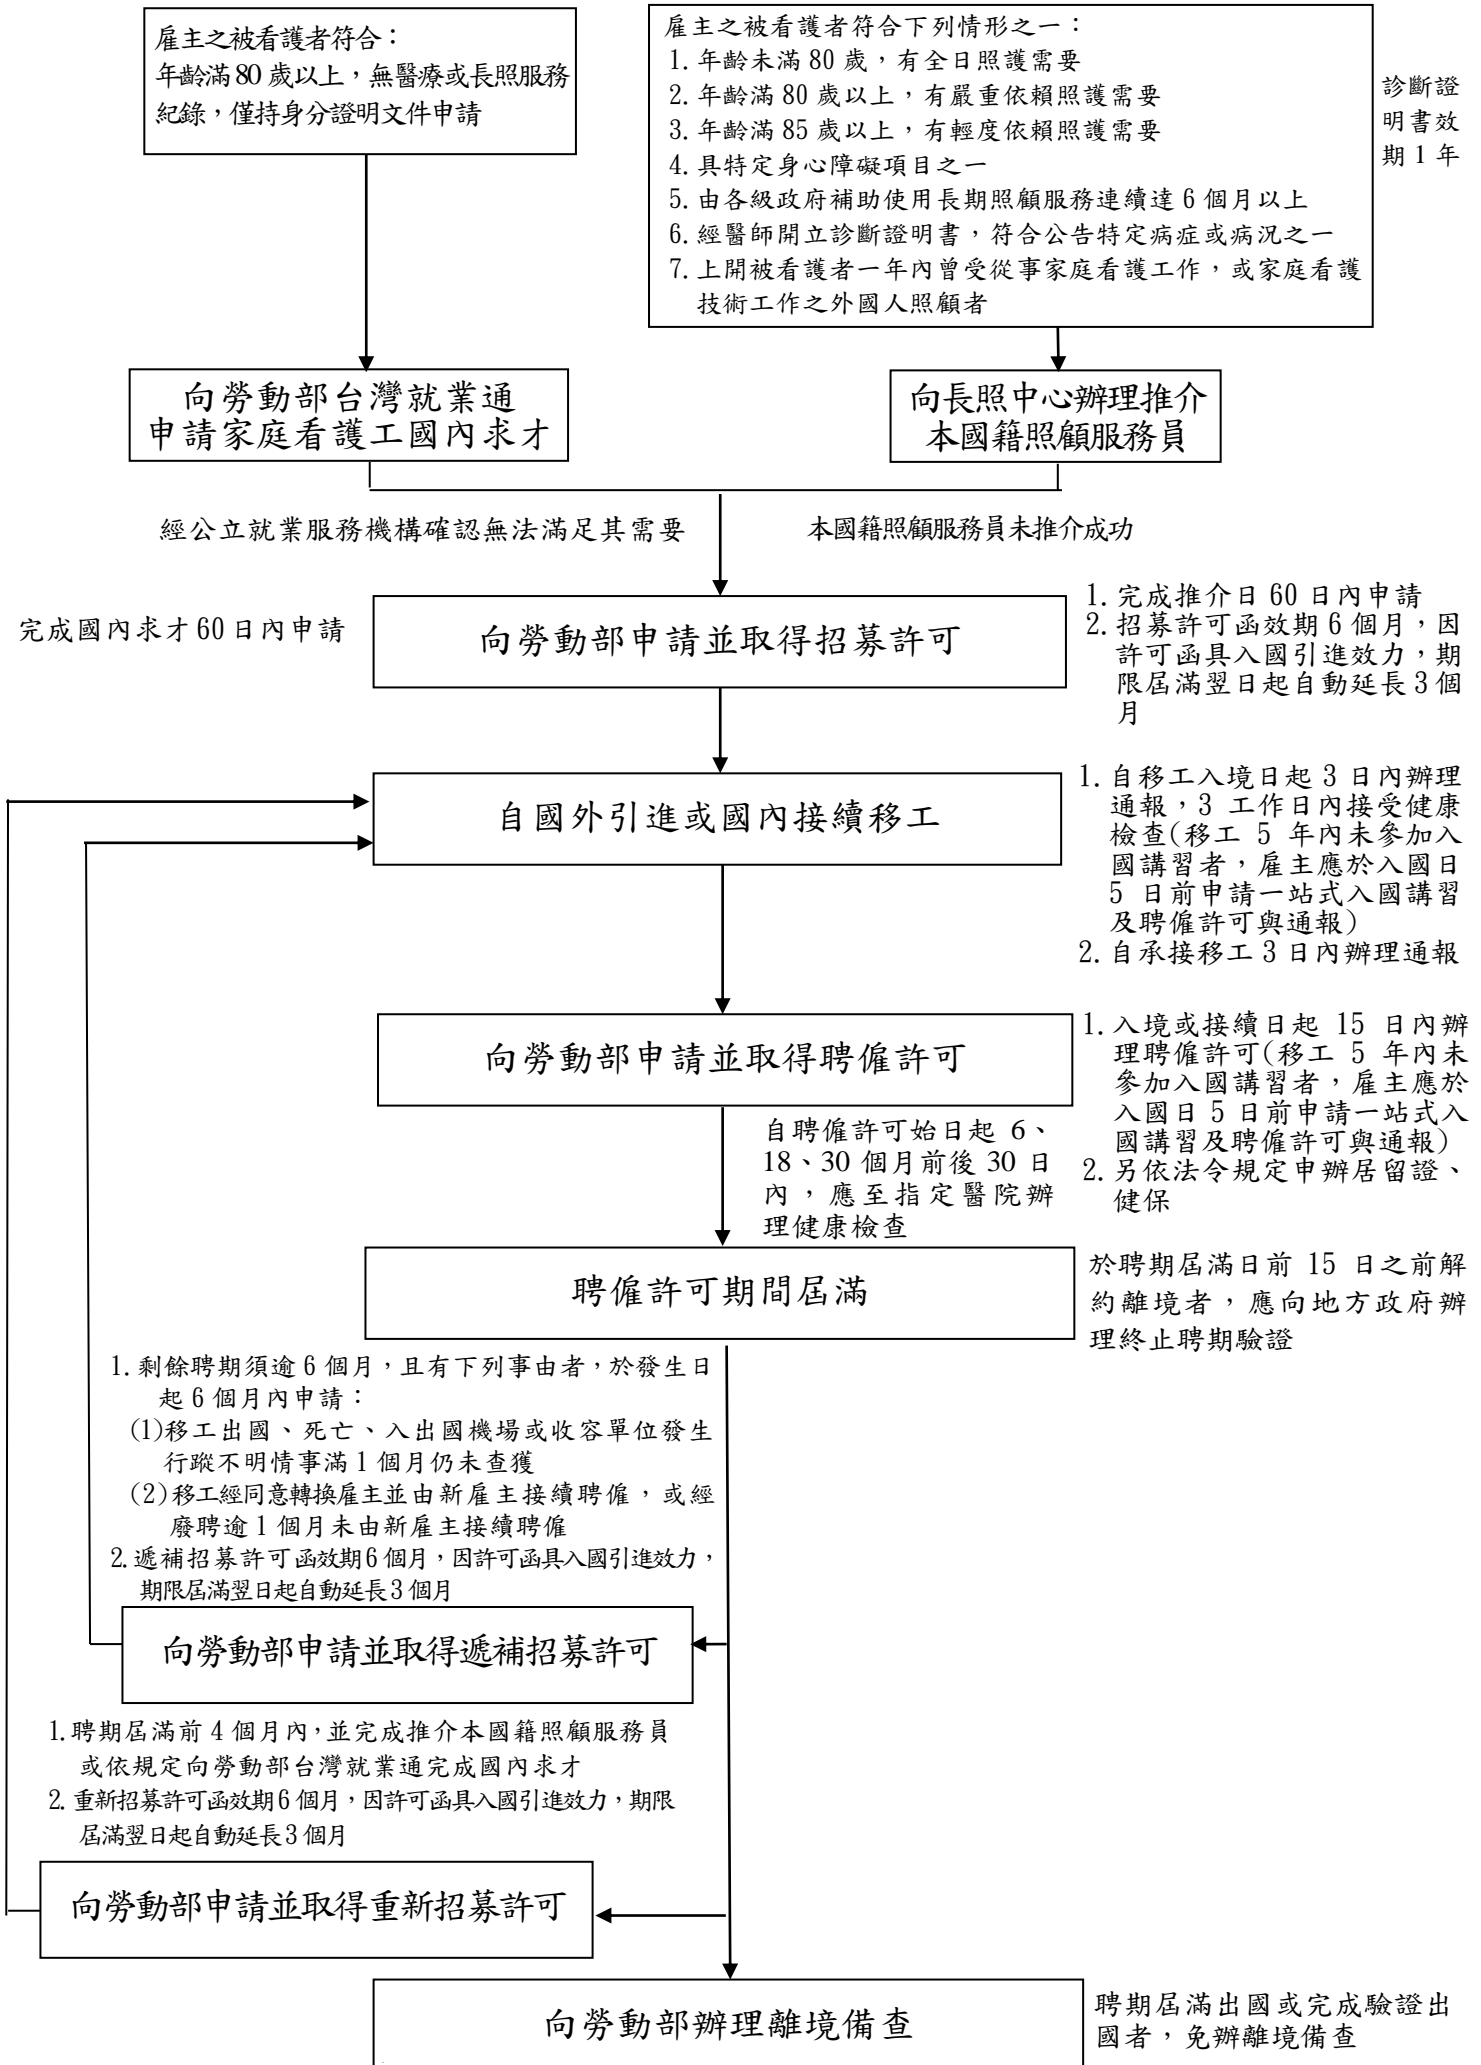 雇主之被看護者符合：
年齡滿80歲以上，無醫療或長照服務
紀錄，僅持身分證明文件申請
雇主之被看護者符合下列情形之一：
1.年齡未滿80歲，有全日照護需要
2.年齡滿80歲以上，有嚴重依賴照護需要
3.年齡滿85歲以上，有輕度依賴照護需要
4.具特定身心障礙項目之一
5.由各級政府補助使用長期照顧服務連續達6個月以上
6.經醫師開立診斷證明書，符合公告特定病症或病況之一
7.上開被看護者一年內曾受從事家庭看護工作，或家庭看護
技術工作之外國人照顧者
診斷證
明書效
期1年
向勞動部台灣就業通
申請家庭看護工國內求才
向長照中心辦理推介
本國籍照顧服務員
經公立就業服務機構確認無法滿足其需要
本國籍照顧服務員未推介成功
完成國內求才60日內申請
向勞動部申請並取得招募許可
1.完成推介日60日內申請
2.招募許可函效期6個月，因
許可函具入國引進效力，期
限屆滿翌日起自動延長3個
月
自國外引進或國內接續移工
1.自移工入境日起3日內辦理
通報，3工作日內接受健康
檢查(移工5年內未參加入
國講習者，雇主應於入國日
5日前申請一站式入國講習
及聘僱許可與通報)
2.自承接移工3日內辦理通報
向勞動部申請並取得聘僱許可
1.入境或接續日起15日內辦
理聘僱許可(移工5年內未
參加入國講習者，雇主應於
入國日5日前申請一站式入
國講習及聘僱許可與通報)
2.另依法令規定申辦居留證、
健保
自聘僱許可始日起6、
18、30個月前後30日
內，應至指定醫院辦
理健康檢查
聘僱許可期間屆滿
於聘期屆滿日前15日之前解
約離境者，應向地方政府辦
理終止聘期驗證
1.剩餘聘期須逾6個月，且有下列事由者，於發生日
起6個月內申請：
(1)移工出國、死亡、入出國機場或收容單位發生
行蹤不明情事滿1個月仍未查獲
(2)移工經同意轉換雇主並由新雇主接續聘僱，或經
廢聘逾1個月未由新雇主接續聘僱
2.遞補招募許可函效期6個月，因許可函具入國引進效力，
期限屆滿翌日起自動延長3個月
向勞動部申請並取得遞補招募許可
1.聘期屆滿前4個月內，並完成推介本國籍照顧服務員
或依規定向勞動部台灣就業通完成國內求才
2.重新招募許可函效期6個月，因許可函具入國引進效力，期限
屆滿翌日起自動延長3個月
向勞動部申請並取得重新招募許可
向勞動部辦理離境備查
聘期屆滿出國或完成驗證出
國者，免辦離境備查